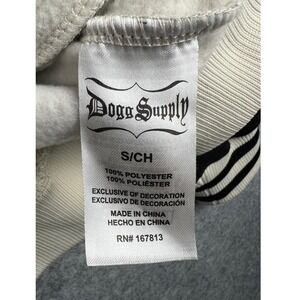 Dogg Supply
S/CH
100% POLYESTER
100% POLIÉSTER
EXCLUSIVE OF DECORATION
EXCLUSIVO DE DECORACIÓN
MADE IN CHINA
HECHO EN CHINA
RN# 167813